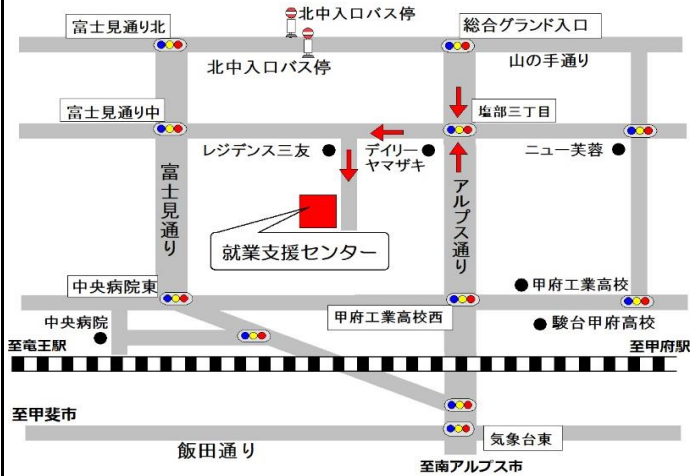 富士見通り北
北中入口バス停
総合グランド入口
北中入口バス停
山の手通り
富士見通り中
塩部三丁目
レジデンス三友
デイリー
ヤマザキ
ニュー芙蓉
富士見通り
アルプス通り
就業支援センター
中央病院東
甲府工業高校
甲府工業高校西
駿台甲府高校
中央病院
至竜王駅
至甲府駅
至甲斐市
飯田通り
気象台東
至南アルプス市